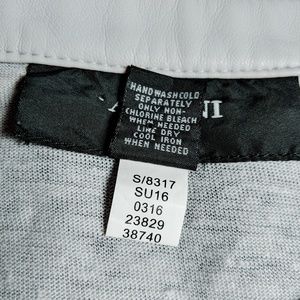 HAND WASH COLD
SEPARATELY
ONLY NON-
CHLORINE BLEACH
WHEN NEEDED
LINE DRY
COOL IRON
WHEN NEEDED
S/8317
SU16
0316
23829
38740